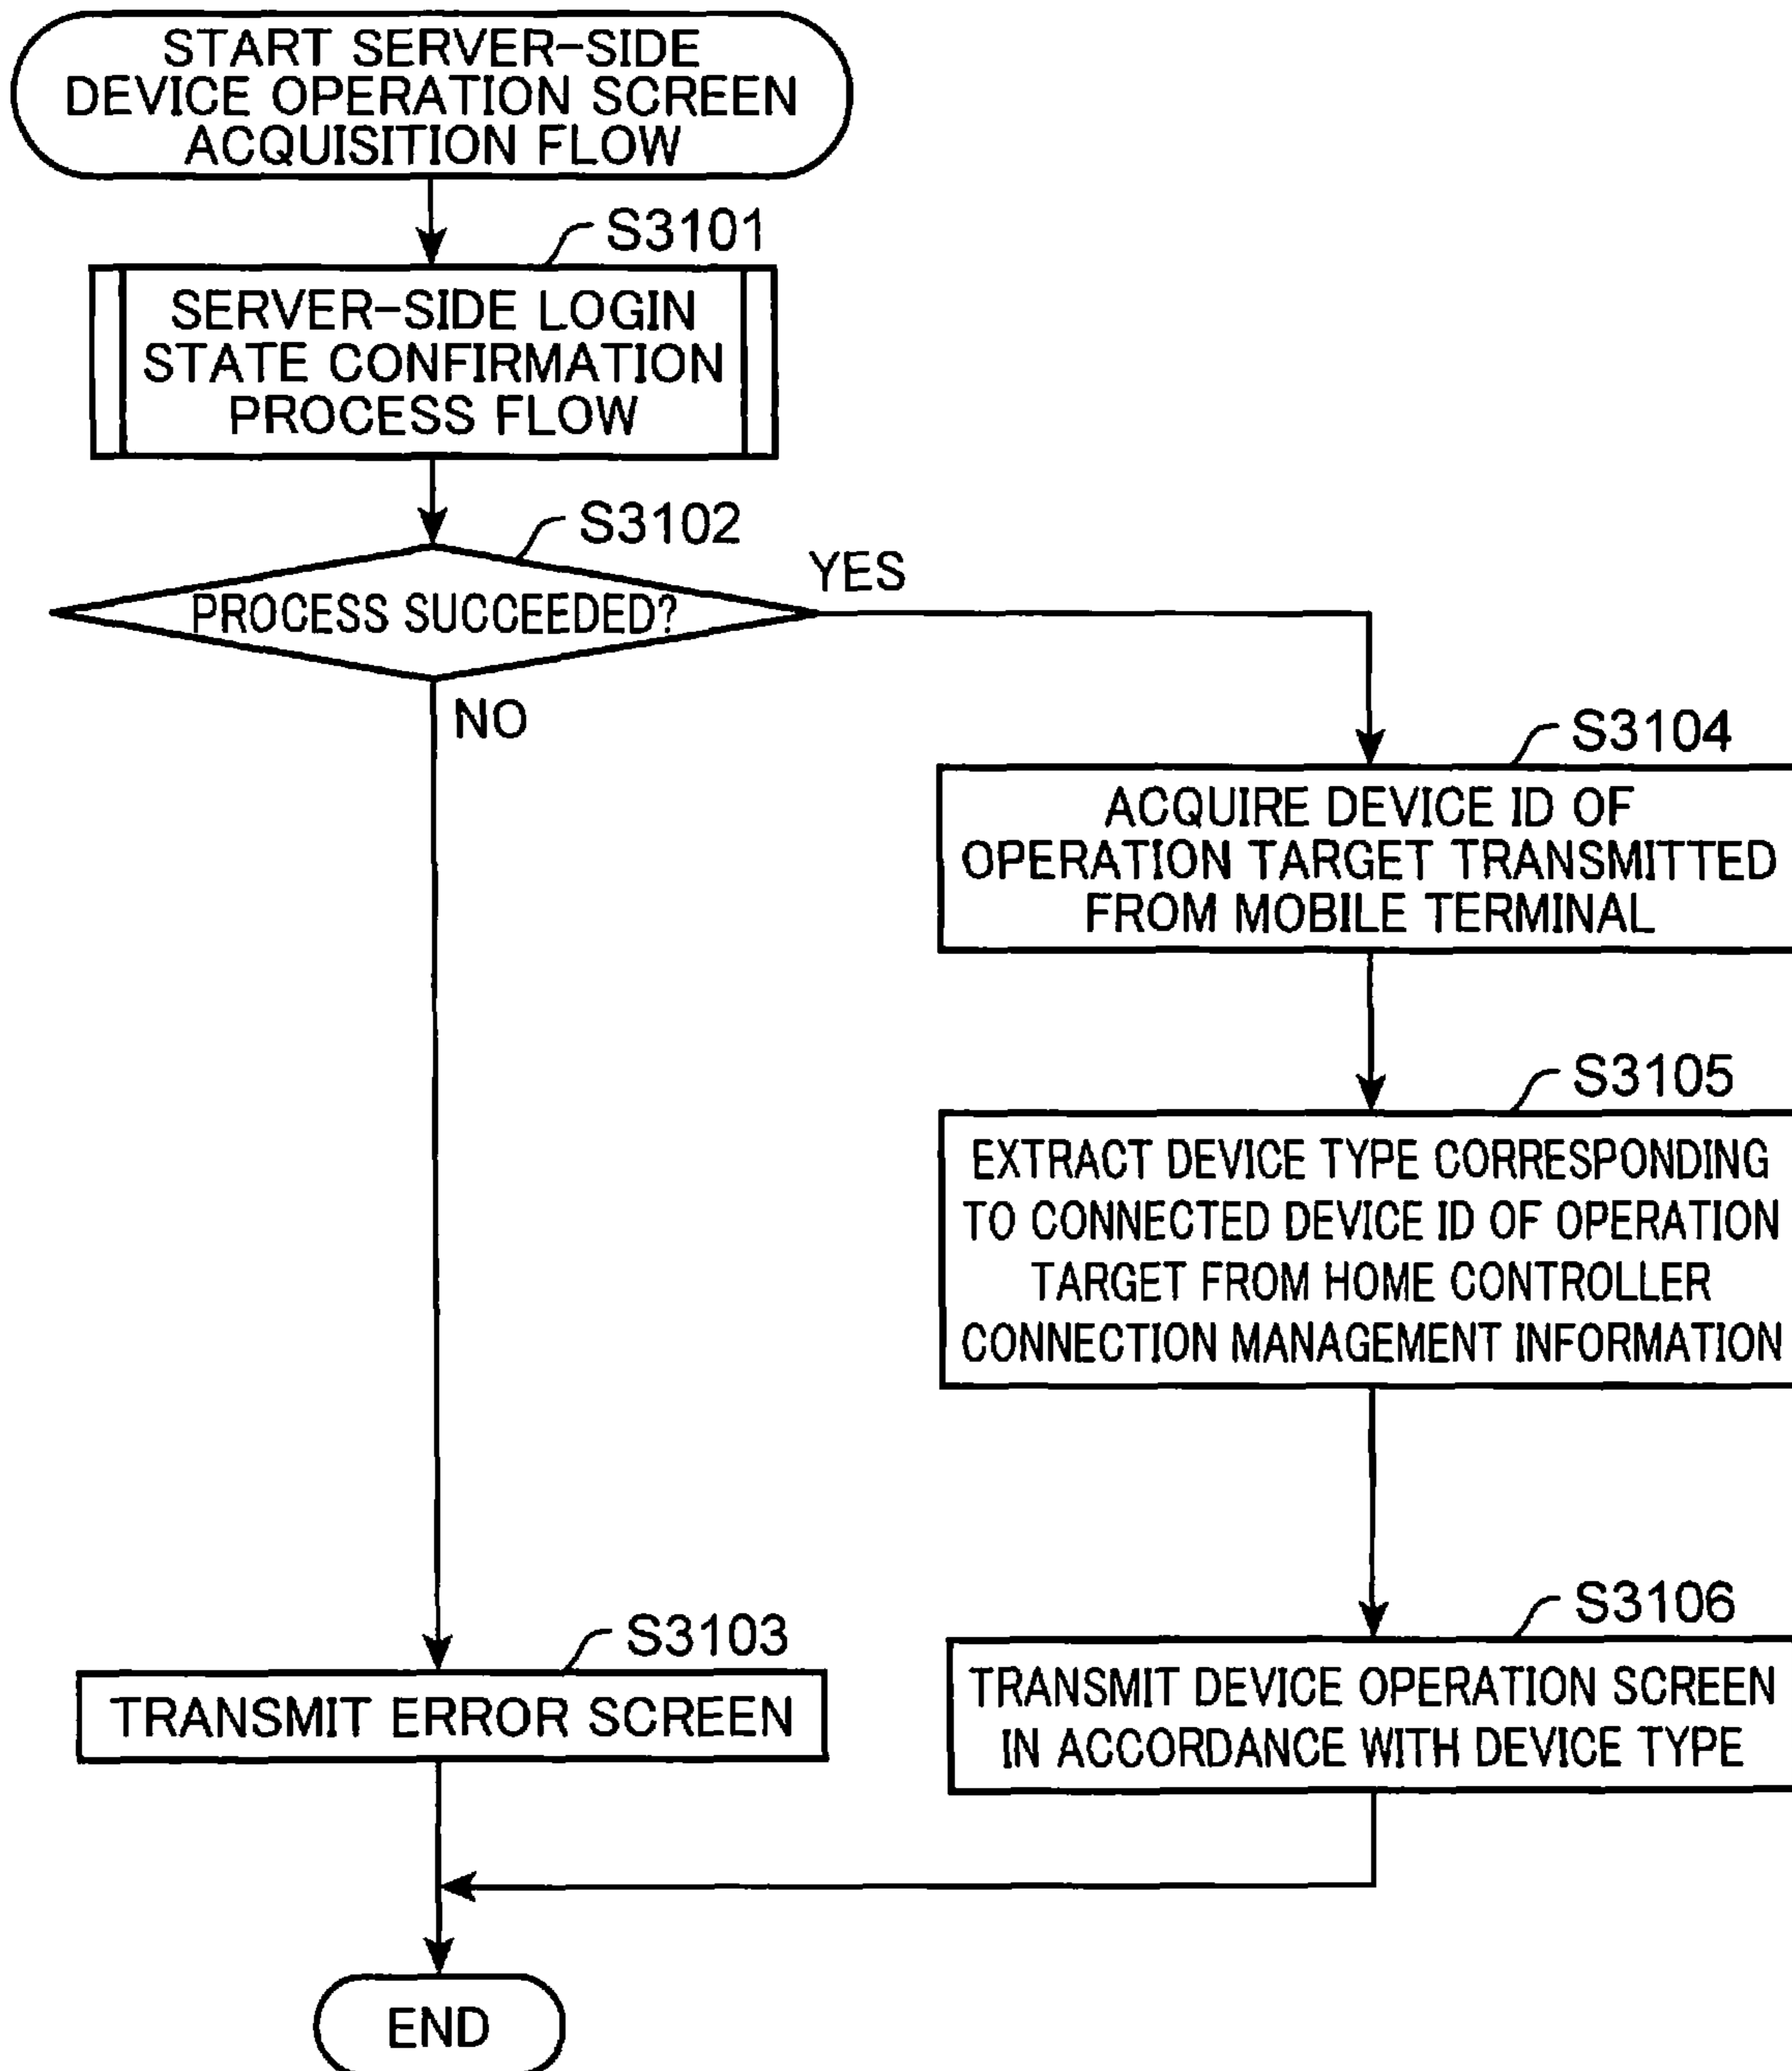 START SERVER-SIDE
DEVICE OPERATION SCREEN
ACQUISITION FLOW
S3101
SERVER-SIDE LOGIN
STATE CONFIRMATION
PROCESS FLOW
S3102
PROCESS SUCCEEDED?
YES
NO
S3104
ACQUIRE DEVICE ID OF
OPERATION TARGET TRANSMITTED
FROM MOBILE TERMINAL
S3105
EXTRACT DEVICE TYPE CORRESPONDING
TO CONNECTED DEVICE ID OF OPERATION
TARGET FROM HOME CONTROLLER
CONNECTION MANAGEMENT INFORMATION
S3103
TRANSMIT ERROR SCREEN
S3106
TRANSMIT DEVICE OPERATION SCREEN
IN ACCORDANCE WITH DEVICE TYPE
END